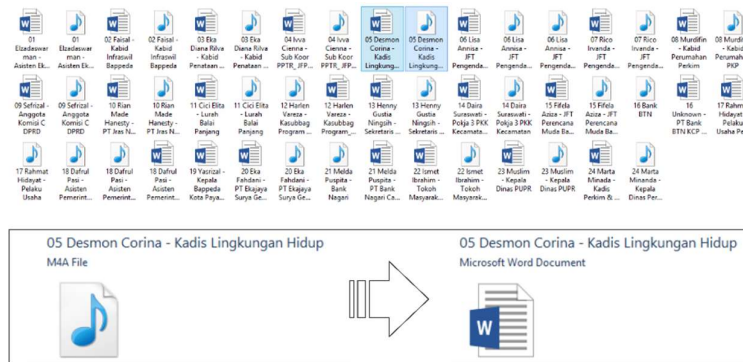 01 Elzadaswar man - Asisten Ek...
01 Elzadaswar man - Asisten Ek...
02 Faisal - Kabid Infraswil Bappeda
02 Faisal - Kabid Infraswil Bappeda
03 Eka Diana Rilva - Kabid Penataan ...
03 Eka Diana Rilva - Kabid Penataan ...
04 Ivva Cienna - Sub Koor PPTR_JFP...
04 Ivva Cienna - Sub Koor PPTR_JFP...
05 Desmon Corina - Kadis Lingkung...
05 Desmon Corina - Kadis Lingkung...
06 Lisa Annisa - JFT Pengenda...
06 Lisa Annisa - JFT Pengenda...
07 Rico Irvanda - JFT Pengenda...
07 Rico Irvanda - JFT Pengenda...
08 Murdifin - Kabid Perumahan Perkim
08 Murdi - Kabid Perumahan PKP
09 Sefrizal - Anggota Komisi C DPRD
09 Sefrizal - Anggota Komisi C DPRD
10 Rian Made Hanesty - PT Jras N...
10 Rian Made Hanesty - PT Jras N...
11 Cici Elita - Lurah Balai Panjang
11 Cici Elita - Lurah Balai Panjang
12 Harlen Vareza - Kasubbag Program ...
12 Harlen Vareza - Kasubbag Program_...
13 Henny Gustia Ningsih - Sekretaris ...
13 Henny Gustia Ningsih - Sekretaris ...
14 Daira Suraswati - Pokja 3 PKK Kecamata...
14 Daira Suraswati - Pokja 3 PKK Kecamatan
15 Fifela Aziza - JFT Perencana Muda Ba...
15 Fifela Aziza - JFT Perencana Muda Ba...
16 Bank BTN
16 Unknown - PT Bank BTN KCP ...
17 Rahm Hidayat Pelaku Usaha Pe
17 Rahmat Hidayat - Pelaku Usaha
18 Dafrul Pasi - Asisten Pemerint...
18 Dafrul Pasi - Asisten Pemerint...
18 Dafrul Pasi - Asisten Pemerint...
19 Yasrizal - Kepala Bappeda Kota Paya...
20 Eka Fahdani - PT Ekajaya Surya Ge...
20 Eka Fahdani - PT Ekajaya Surya Ge...
21 Melda Puspita - Bank Nagari
21 Melda Puspita - PT Bank Nagari Ca...
22 Ismet Ibrahim - Tokoh Masyarak...
22 Ismet Ibrahim - Tokoh Masyarak...
23 Muslim - Kepala Dinas PUPR
23 Muslim - Kepala Dinas PUPR
24 Marta Minada - Kadis Perkim & ...
24 Marta Minanda - Kepala Dinas Per...
05 Desmon Corina - Kadis Lingkungan Hidup
M4A File
05 Desmon Corina - Kadis Lingkungan Hidup
Microsoft Word Document